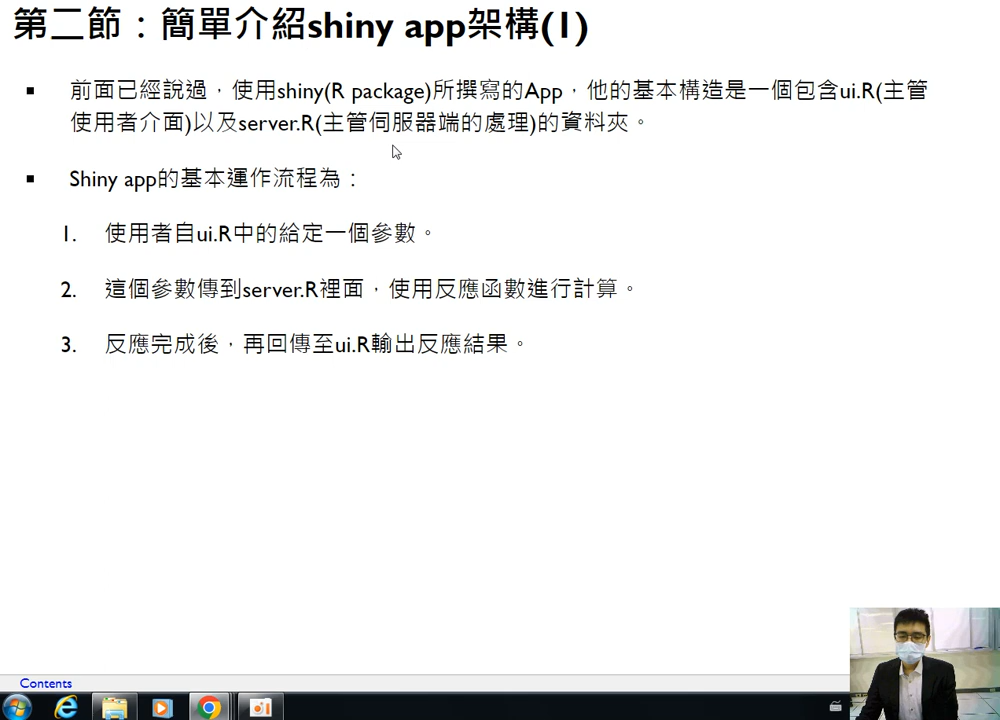 第二節：簡單介紹shiny app架構(1)
▪ 前面已經說過，使用shiny(R package)所撰寫的App，他的基本構造是一個包含ui.R(主管
使用者介面)以及server.R(主管伺服器端的處理)的資料夾。
▪ Shiny app的基本運作流程為：
1. 使用者自ui.R中的給定一個參數。
2. 這個參數傳到server.R裡面，使用反應函數進行計算。
3. 反應完成後，再回傳至ui.R輸出反應結果。
Contents